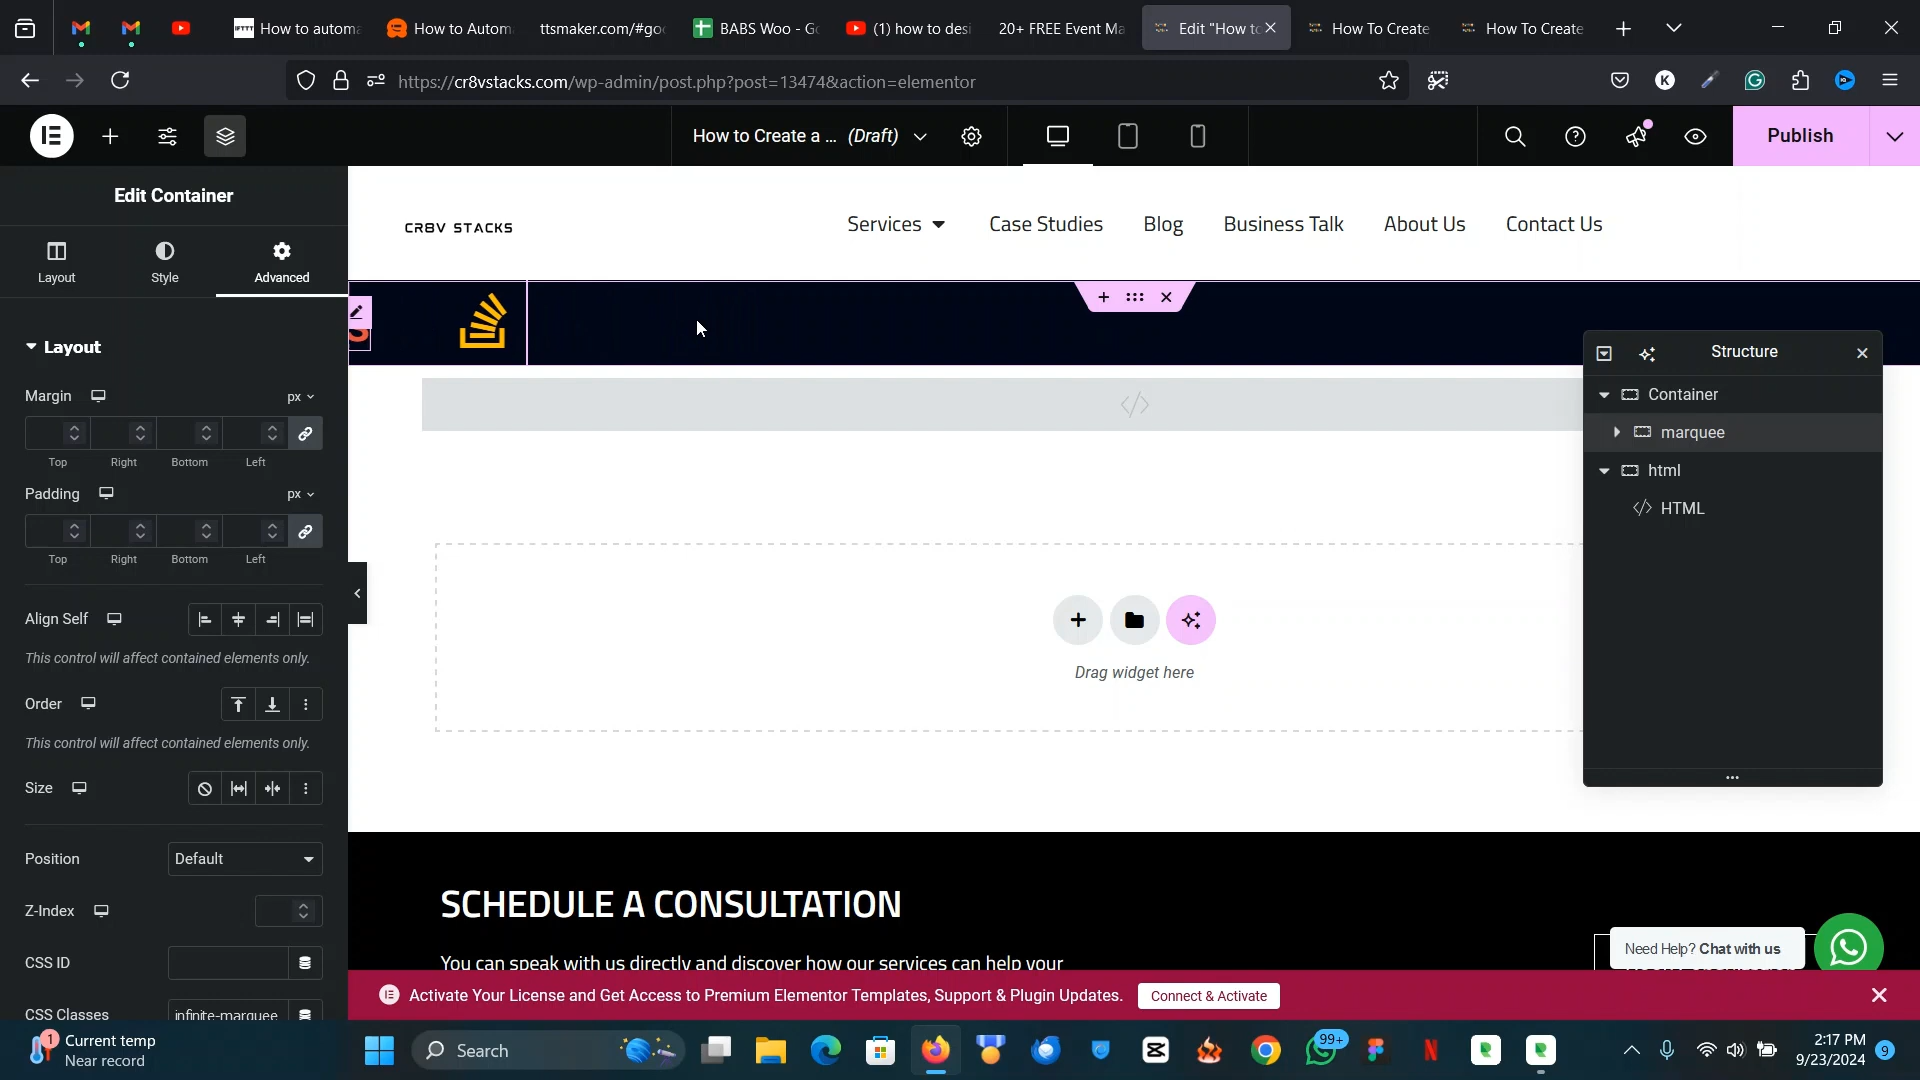 How to automa
How to Autom
ttsmaker.com/#goo
BABS Woo - Go
(1) how to desi
20+ FREE Event Ma
Edit "How to
How To Create
How To Create
https://cr8vstacks.com/wp-admin/post.php?post=13474&action=elementor
How to Create a ... (Draft)
Publish
Edit Container
Layout
Style
Advanced
Layout
Margin
px
Top
Right
Bottom
Left
Padding
px
Top
Right
Bottom
Left
Align Self
This control will affect contained elements only.
Order
This control will affect contained elements only.
Size
Position
Default
Z-Index
CSS ID
CSS Classes
infinite-marquee
CR8V STACKS
Services
Case Studies
Blog
Business Talk
About Us
Contact Us
Structure
Container
marquee
html
HTML
Drag widget here
SCHEDULE A CONSULTATION
You can speak with us directly and discover how our services can help your
Need Help? Chat with us
Activate Your License and Get Access to Premium Elementor Templates, Support & Plugin Updates.
Connect & Activate
1
Current temp
Near record
Search
99+
2:17 PM
9/23/2024
9